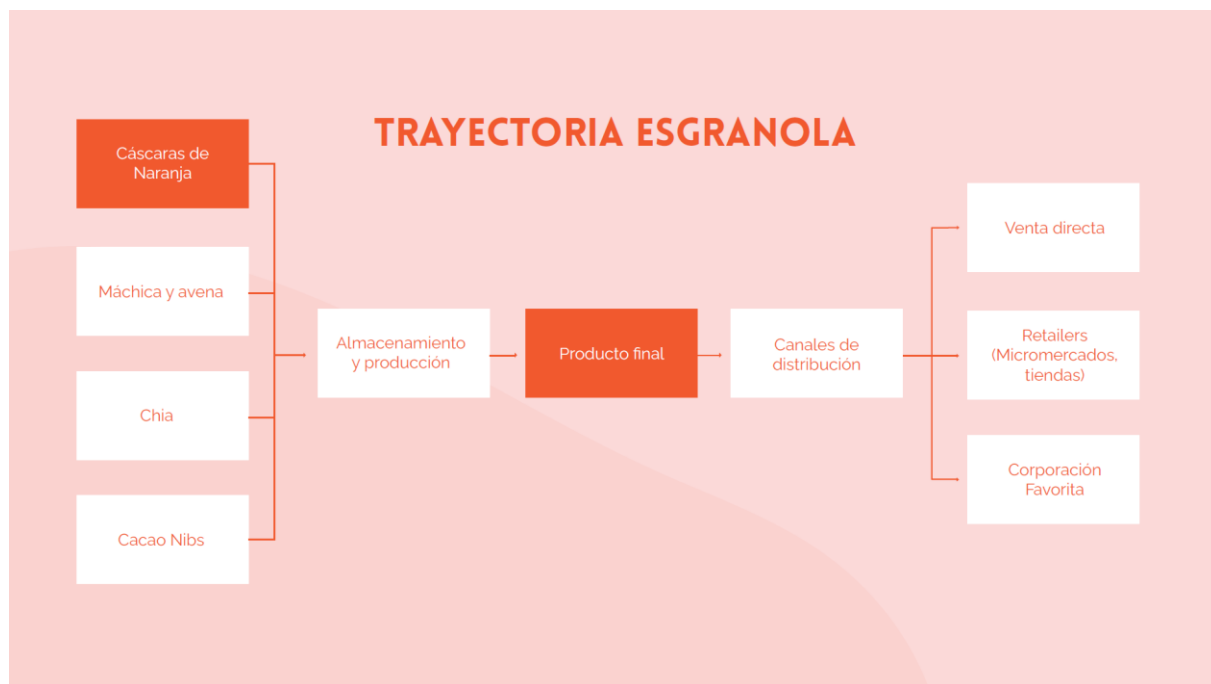 TRAYECTORIA ESGRANOLA
Cáscaras de
Naranja
Máchica y avena
Chia
Cacao Nibs
Almacenamiento
y producción
Producto final
Canales de
distribución
Venta directa
Retailers
(Micromercados,
tiendas)
Corporación
Favorita